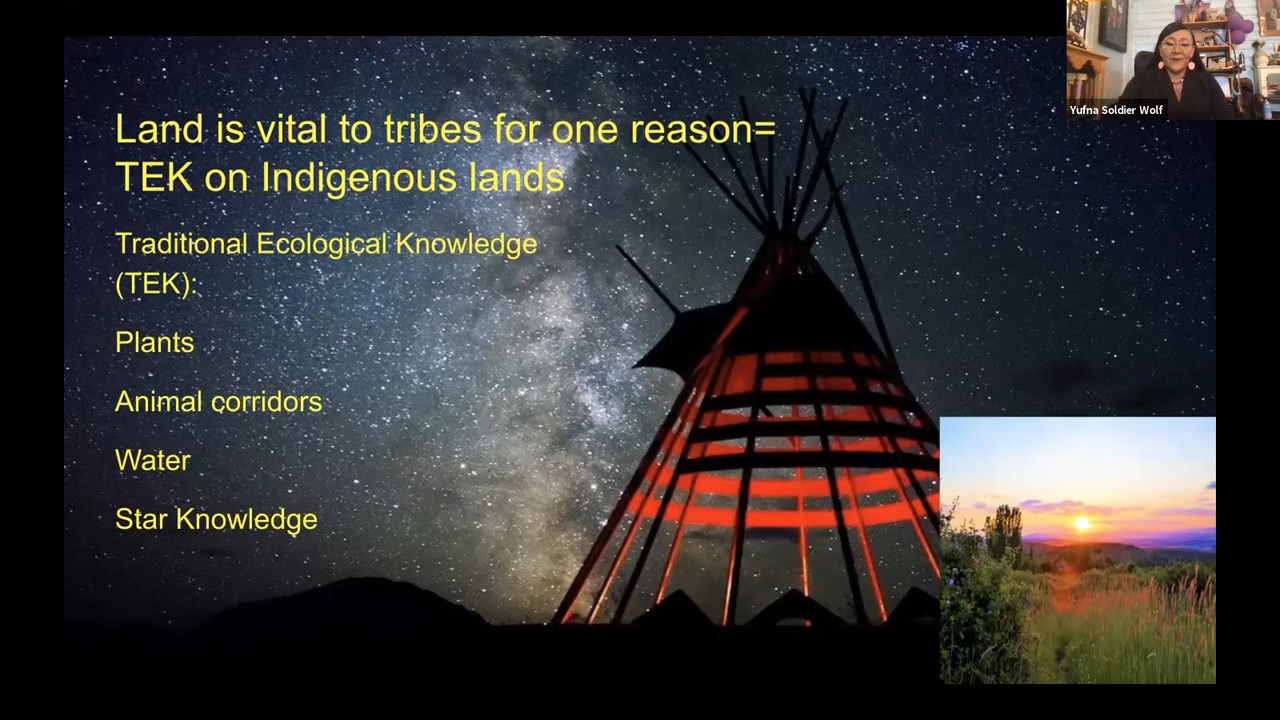 Land is vital to tribes for one reason=
TEK on Indigenous lands
Traditional Ecological Knowledge
(TEK):
Plants
Animal corridors
Water
Star Knowledge
Yufna Soldier Wolf